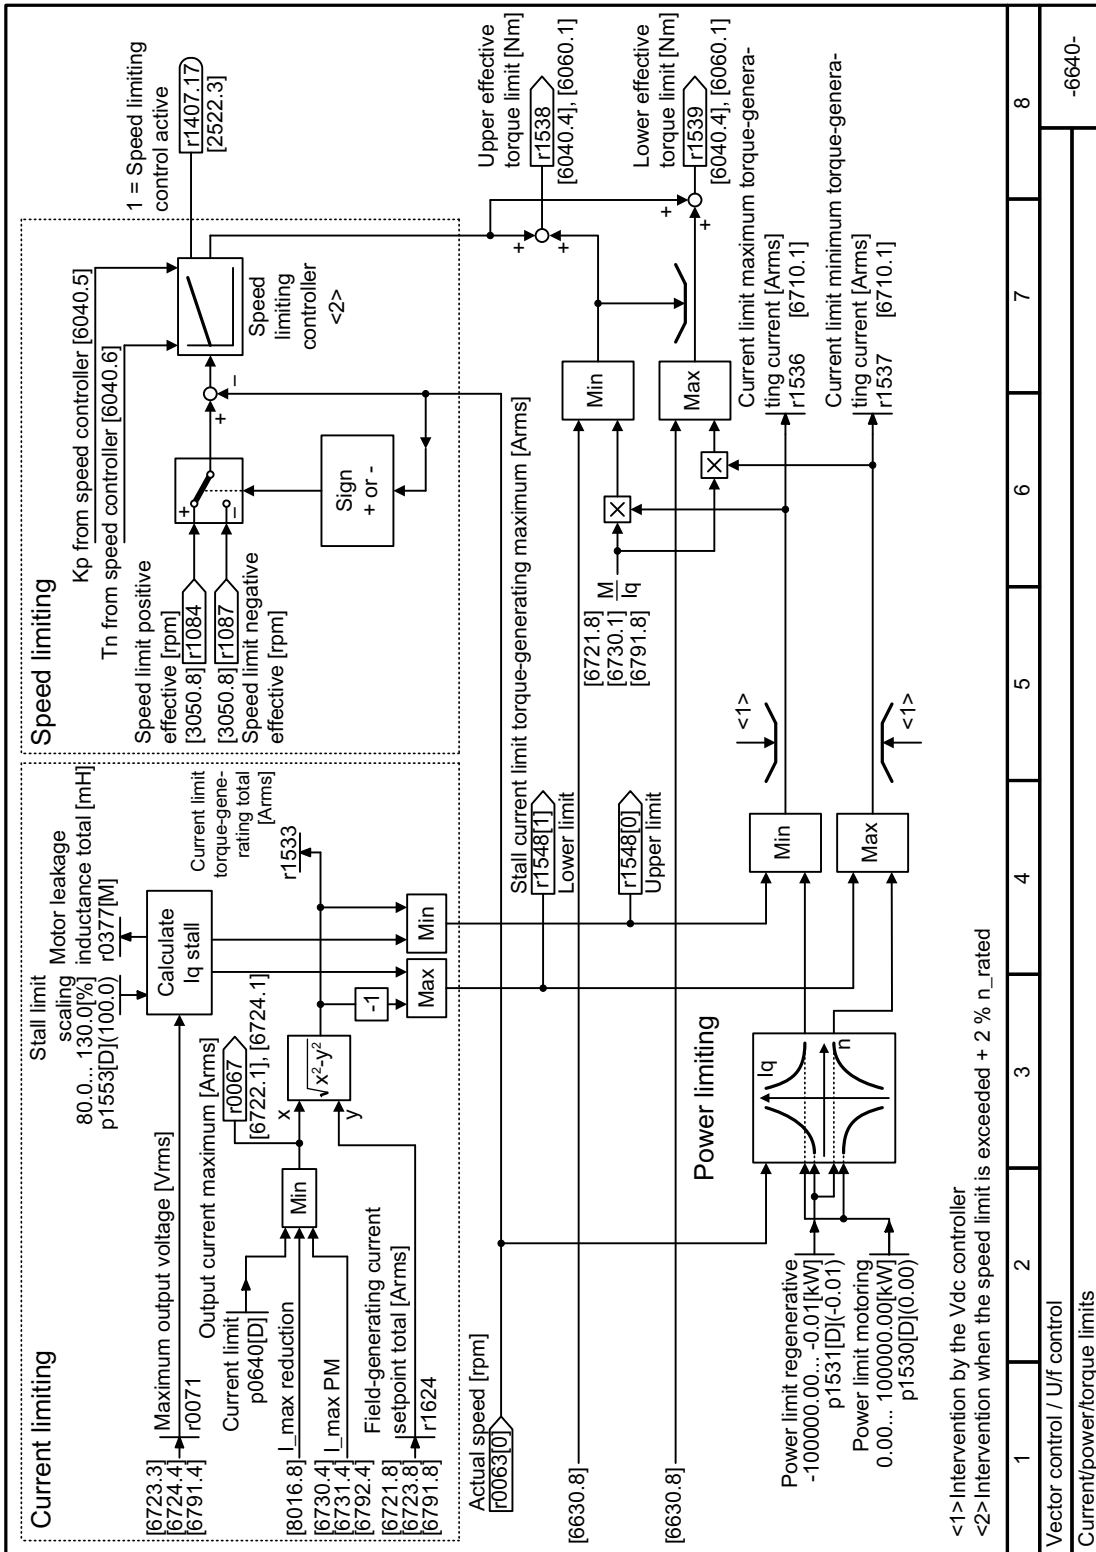 Current limiting
[6723.3]
[6724.4]
[6791.4]
Maximum output voltage [Vrms]
r0071
Stall limit
scaling
80.0... 130.0[%]
p1553[D](100.0)
Motor leakage
inductance total [mH]
r0377[M]
Calculate
Iq stall
Output current maximum [Arms]
r0067
[6722.1], [6724.1]
Current limit
p0640[D]
[8016.8]
I_max reduction
[6730.4]
[6731.4]
[6792.4]
I_max PM
Min
x
y
√x²-y²
Field-generating current
setpoint total [Arms]
r1624
[6721.8]
[6723.8]
[6791.8]
Current limit
torque-gene-
rating total
[Arms]
r1533
-1
Max
Min
Speed limiting
Kp from speed controller [6040.5]
Tn from speed controller [6040.6]
Speed limit positive
effective [rpm]
[3050.8] r1084
[3050.8] r1087
Speed limit negative
effective [rpm]
+
–
Sign
+ or -
+
–
Speed
limiting
controller
<2>
1 = Speed limiting
control active
r1407.17
[2522.3]
Actual speed [rpm]
r0063[0]
Stall current limit torque-generating maximum [Arms]
r1548[1]
Lower limit
r1548[0]
Upper limit
[6630.8]
[6630.8]
[6721.8]
[6730.1]
[6791.8]
M
Iq
×
×
Min
Max
+
+
+
+
Upper effective
torque limit [Nm]
r1538
[6040.4], [6060.1]
Lower effective
torque limit [Nm]
r1539
[6040.4], [6060.1]
Current limit maximum torque-genera-
ting current [Arms]
r1536 [6710.1]
Current limit minimum torque-genera-
ting current [Arms]
r1537 [6710.1]
Power limiting
Iq
n
Min
Max
<1>
<1>
Power limit regenerative
-100000.00... -0.01[kW]
p1531[D](-0.01)
Power limit motoring
0.00... 100000.00[kW]
p1530[D](0.00)
<1> Intervention by the Vdc controller
<2> Intervention when the speed limit is exceeded + 2 % n_rated
1 2 3 4 5 6 7 8
Vector control / U/f control
Current/power/torque limits
-6640-